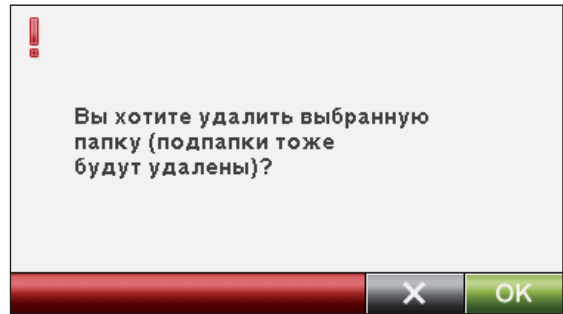 Вы хотите удалить выбранную
папку (подпапки тоже
будут удалены)?
OK